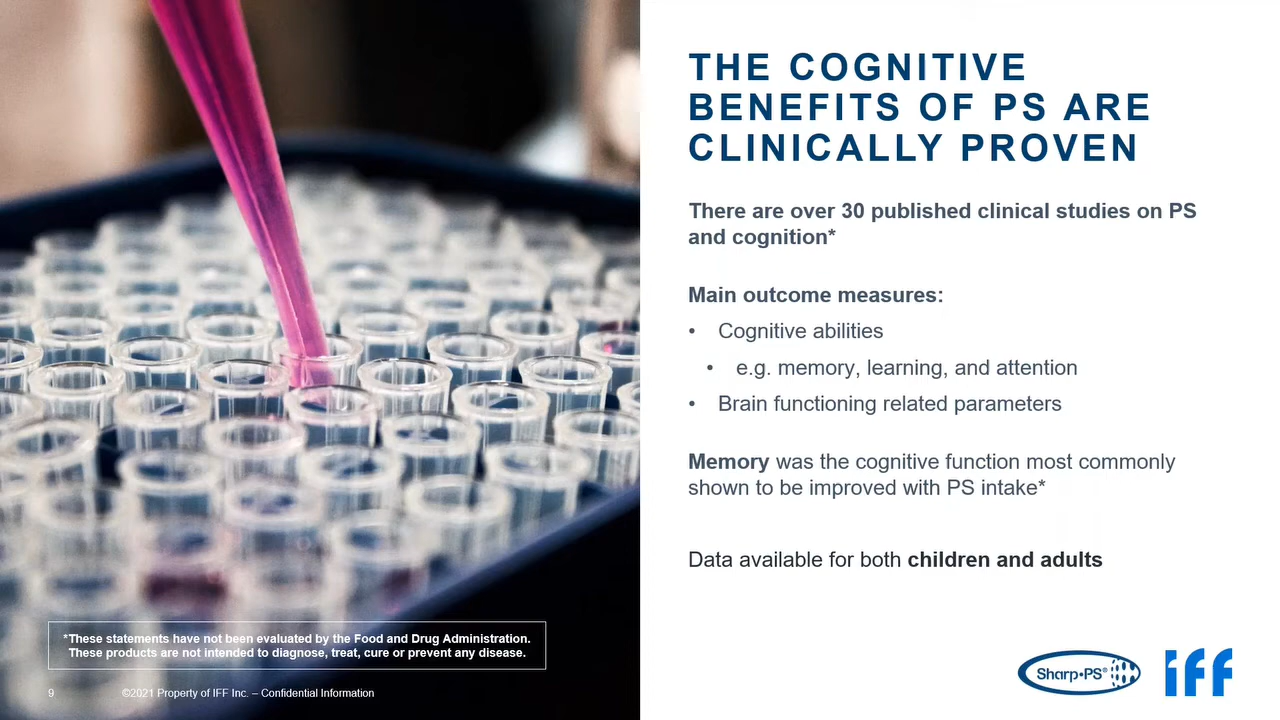 THE COGNITIVE
BENEFITS OF PS ARE
CLINICALLY PROVEN
There are over 30 published clinical studies on PS
and cognition*
Main outcome measures:
• Cognitive abilities
• e.g. memory, learning, and attention
• Brain functioning related parameters
Memory was the cognitive function most commonly
shown to be improved with PS intake*
Data available for both children and adults
*These statements have not been evaluated by the Food and Drug Administration.
These products are not intended to diagnose, treat, cure or prevent any disease.
9 ©2021 Property of IFF Inc. – Confidential Information
Sharp•PS®
iff